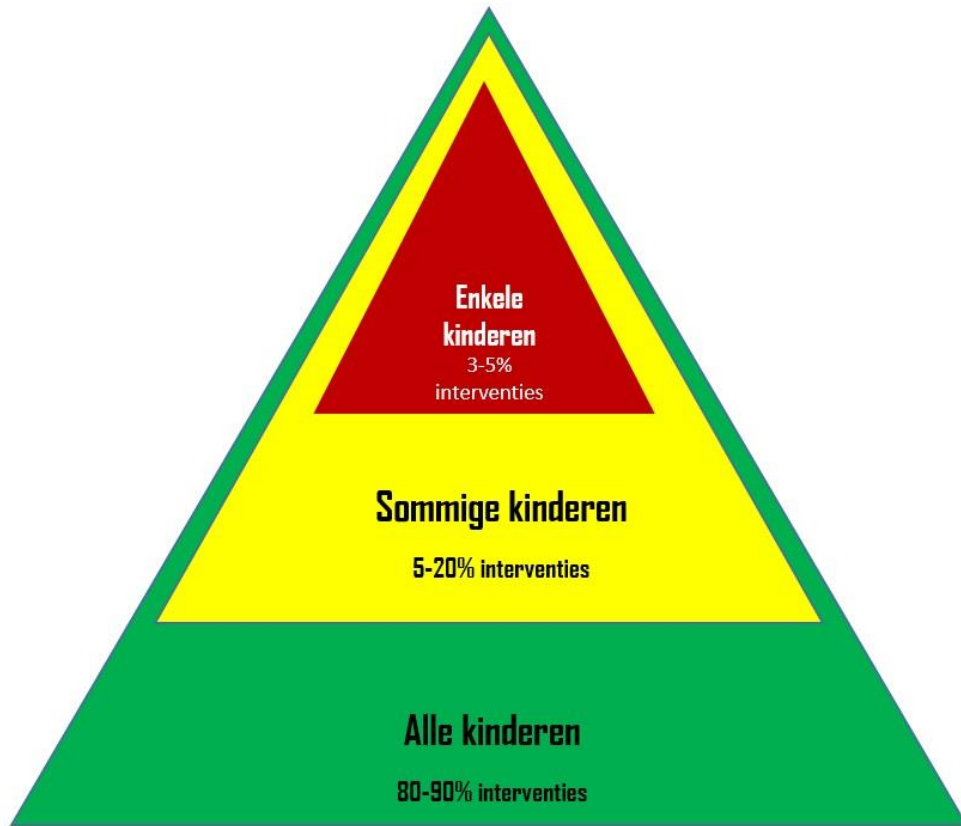 Enkele
kinderen
3-5%
interventies
Sommige kinderen
5-20% interventies
Alle kinderen
80-90% interventies